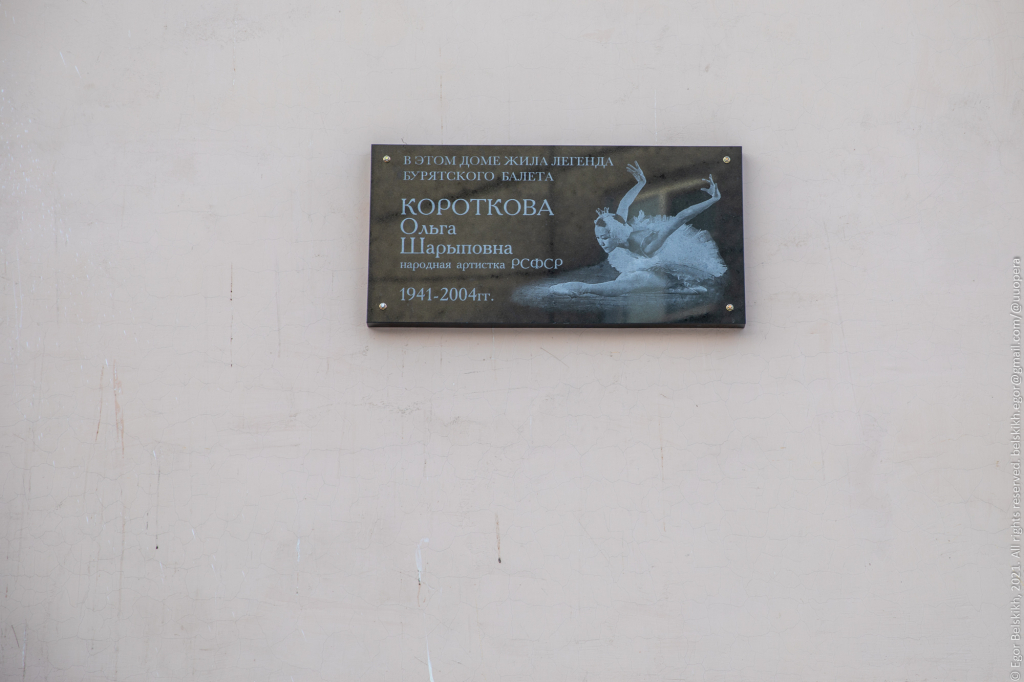 В ЭТОМ ДОМЕ ЖИЛА ЛЕГЕНДА
БУРЯТСКОГО БАЛЕТА
КОРОТКОВА
Ольга
Шарыповна
народная артистка РСФСР
1941-2004гг.
© Egor Belskikh, 2021. All rights reserved. belskikh.egor@gmail.com/@uuopera